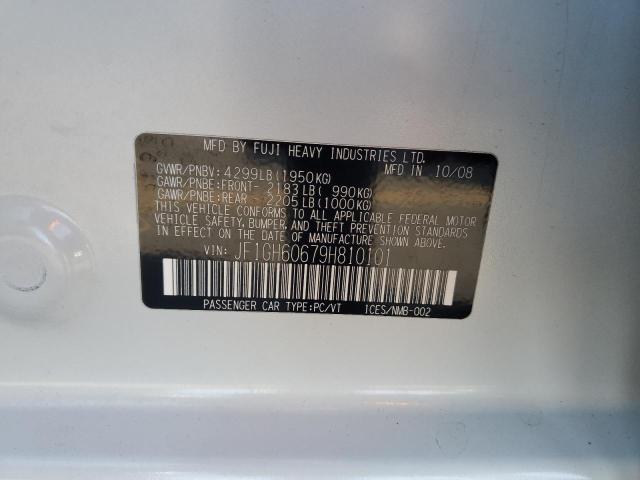 MFD BY FUJI HEAVY INDUSTRIES LTD.
GVWR/PNBV: 4299LB(1950KG) MFD IN 10/08
GAWR/PNBE:FRONT- 2183LB( 990KG)
GAWR/PNBE:REAR - 2205LB(1000KG)
THIS VEHICLE CONFORMS TO ALL APPLICABLE FEDERAL MOTOR
VEHICLE SAFETY, BUMPER, AND THEFT PREVENTION STANDARDS
IN EFFECT ON THE DATE OF MANUFACTURE SHOWN ABOVE.
VIN: JF1GH60679H810101
PASSENGER CAR TYPE:PC/VT ICES/NMB-002